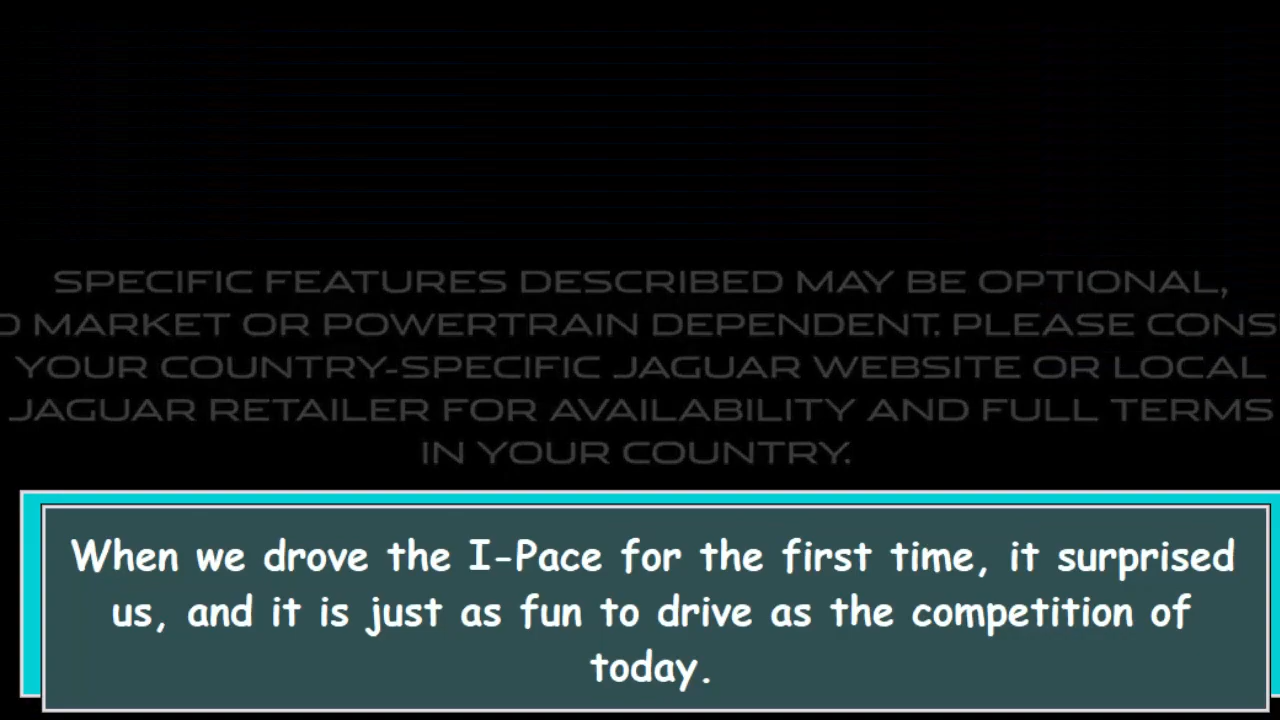 SPECIFIC FEATURES DESCRIBED MAY BE OPTIONAL,
MARKET OR POWERTRAIN DEPENDENT. PLEASE
YOUR COUNTRY-SPECIFIC JAGUAR WEBSITE OR LOCAL
JAGUAR RETAILER FOR AVAILABILITY AND FULL TERMS
IN YOUR COUNTRY.
When we drove the I-Pace for the first time, it surprised
us, and it is just as fun to drive as the competition of
today.